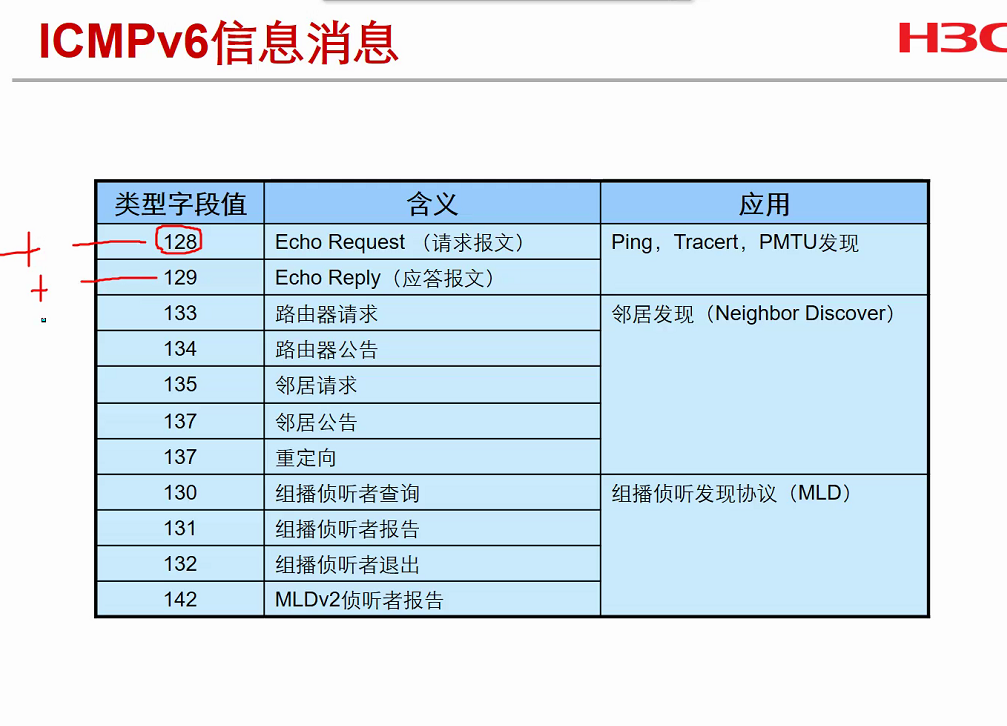 ICMPv6信息消息
H3C
类型字段值 含义 应用
128 Echo Request （请求报文） Ping，Tracert，PMTU发现
129 Echo Reply（应答报文）
133 路由器请求 邻居发现（Neighbor Discover）
134 路由器公告
135 邻居请求
137 邻居公告
137 重定向
130 组播侦听者查询 组播侦听发现协议（MLD）
131 组播侦听者报告
132 组播侦听者退出
142 MLDv2侦听者报告